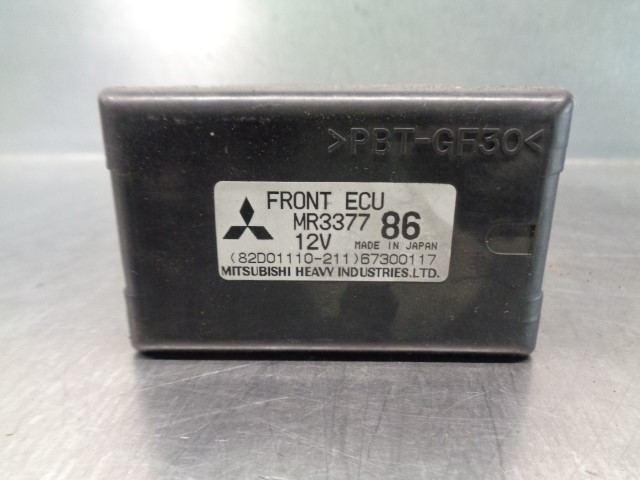 >PBT-GF30<
FRONT ECU
MR3377 86
12V MADE IN JAPAN
(82D01110-211)67300117
MITSUBISHI HEAVY INDUSTRIES.LTD.